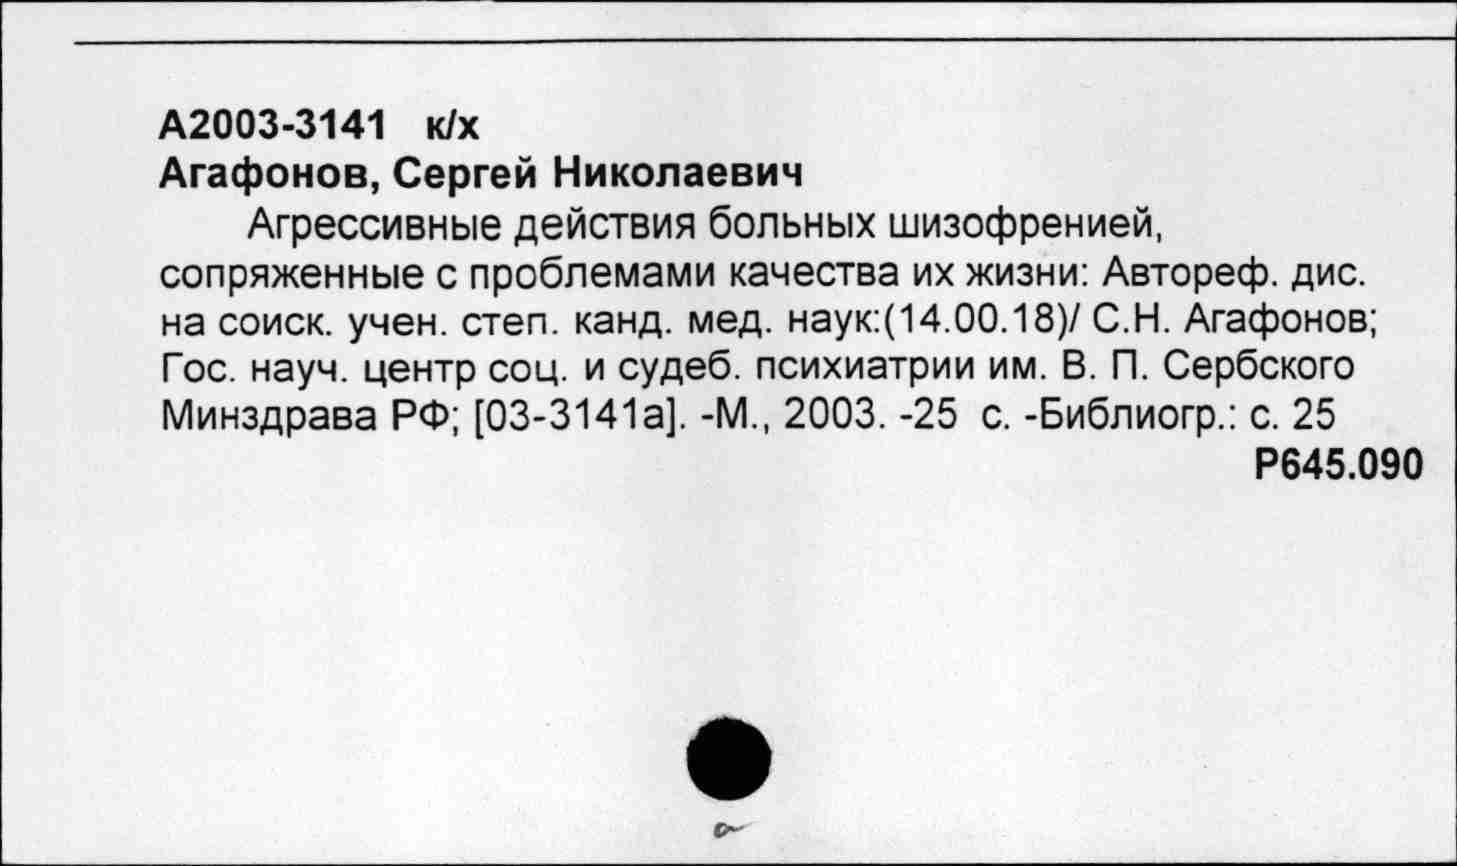 А2003-3141 к/х
Агафонов, Сергей Николаевич
Агрессивные действия больных шизофренией,
сопряженные с проблемами качества их жизни: Автореф. дис.
на соиск. учен. степ. канд. мед. наук:(14.00.18)/ С.Н. Агафонов;
Гос. науч. центр соц. и судеб. психиатрии им. В. П. Сербского
Минздрава РФ; [03-3141а]. -М., 2003. -25 с. -Библиогр.: с. 25
Р645.090